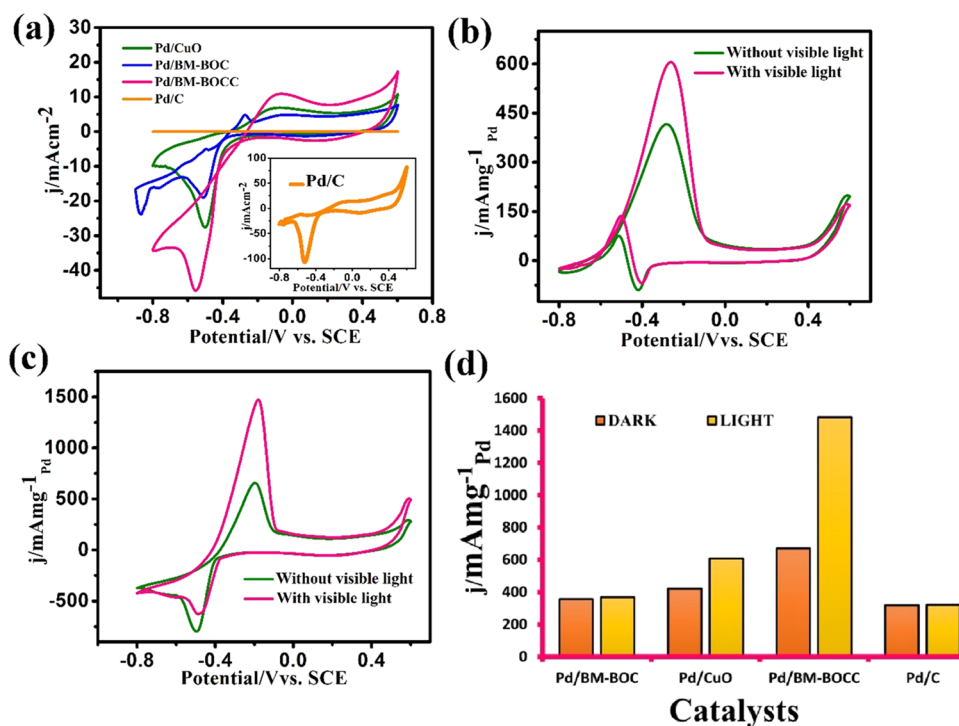 (a)
Pd/CuO
Pd/BM-BOC
Pd/BM-BOCC
Pd/C
j/mAcm-2
30
20
10
0
-10
-20
-30
-40
-0.8 -0.4 0.0 0.4 0.8
Potential/V vs. SCE
Pd/C
j/mAcm-2
100
50
0
-50
-100
-0.8 -0.4 0.0 0.4
Potential/V vs. SCE
(b)
Without visible light
With visible light
j/mAmg-1Pd
600
450
300
150
0
-0.8 -0.4 0.0 0.4
Potential/Vvs. SCE
(c)
j/mAmg-1Pd
1500
1000
500
0
-500
Without visible light
With visible light
-0.8 -0.4 0.0 0.4
Potential/Vvs. SCE
(d)
DARK LIGHT
j/mAmg-1Pd
1600
1400
1200
1000
800
600
400
200
0
Pd/BM-BOC Pd/CuO Pd/BM-BOCC Pd/C
Catalysts